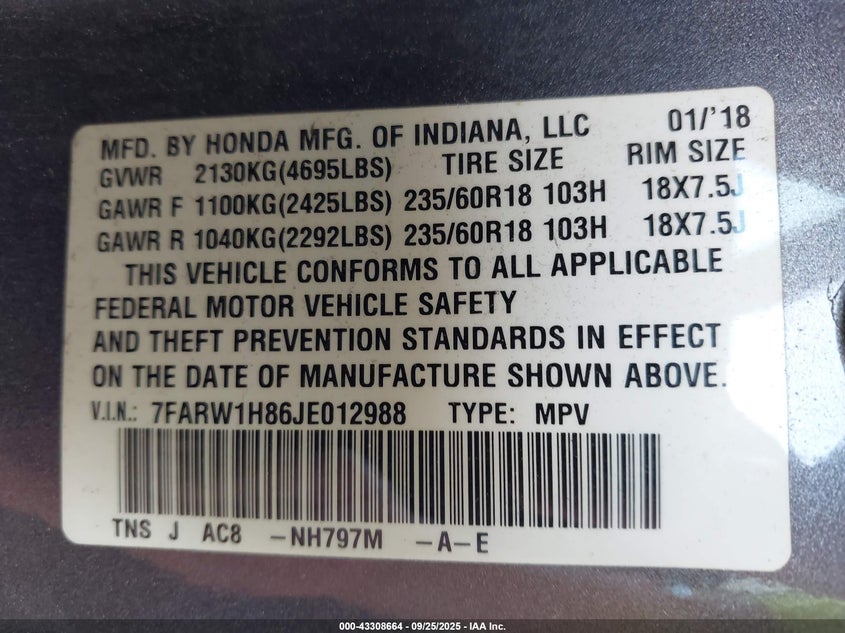 MFD. BY HONDA MFG. OF INDIANA, LLC 01/'18
GVWR 2130KG(4695LBS) TIRE SIZE RIM SIZE
GAWR F 1100KG(2425LBS) 235/60R18 103H 18X7.5J
GAWR R 1040KG(2292LBS) 235/60R18 103H 18X7.5J
THIS VEHICLE CONFORMS TO ALL APPLICABLE
FEDERAL MOTOR VEHICLE SAFETY
AND THEFT PREVENTION STANDARDS IN EFFECT
ON THE DATE OF MANUFACTURE SHOWN ABOVE.
V.I.N.: 7FARW1H86JE012988 TYPE: MPV
TNS J AC8 -NH797M -A-E
000-43308664 - 09/25/2025 - IAA Inc.